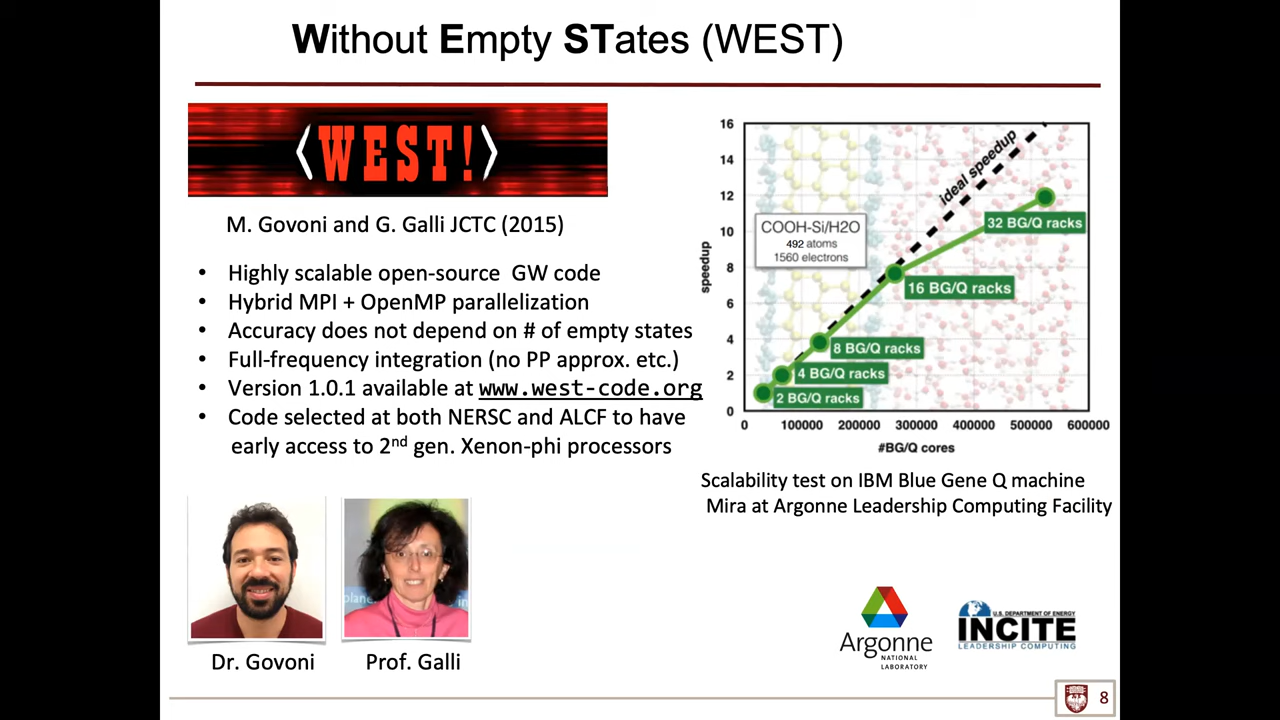 Without Empty STates (WEST)
⟨WEST!⟩
M. Govoni and G. Galli JCTC (2015)
• Highly scalable open-source GW code
• Hybrid MPI + OpenMP parallelization
• Accuracy does not depend on # of empty states
• Full-frequency integration (no PP approx. etc.)
• Version 1.0.1 available at www.west-code.org
• Code selected at both NERSC and ALCF to have
early access to 2nd gen. Xenon-phi processors
Dr. Govoni
Prof. Galli
speedup
16
14
12
10
8
6
4
2
0
ideal speedup
COOH-Si/H2O
492 atoms
1560 electrons
32 BG/Q racks
16 BG/Q racks
8 BG/Q racks
4 BG/Q racks
2 BG/Q racks
0 100000 200000 300000 400000 500000 600000
#BG/Q cores
Scalability test on IBM Blue Gene Q machine
Mira at Argonne Leadership Computing Facility
Argonne
NATIONAL
LABORATORY
U.S. DEPARTMENT OF ENERGY
INCITE
LEADERSHIP COMPUTING
8